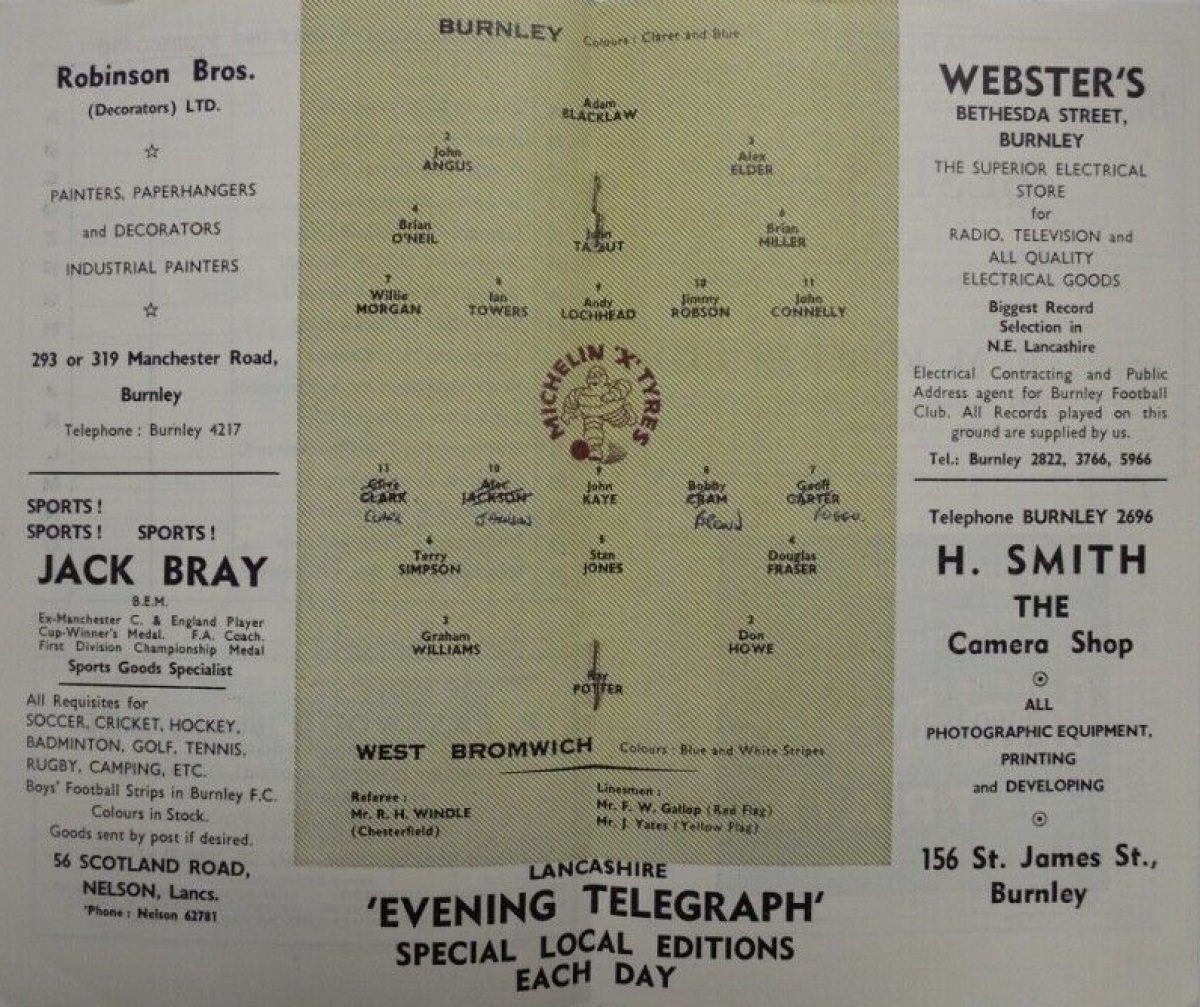 Robinson Bros.
(Decorators) LTD.
PAINTERS, PAPERHANGERS
and DECORATORS
INDUSTRIAL PAINTERS
293 or 319 Manchester Road,
Burnley
Telephone : Burnley 4217
SPORTS !
SPORTS ! SPORTS !
JACK BRAY
B.E.M.
Ex-Manchester C. & England Player
Cup-Winner's Medal. F.A. Coach.
First Division Championship Medal
Sports Goods Specialist
All Requisites for
SOCCER, CRICKET, HOCKEY,
BADMINTON, GOLF, TENNIS,
RUGBY, CAMPING, ETC.
Boys' Football Strips in Burnley F.C.
Colours in Stock.
Goods sent by post if desired.
56 SCOTLAND ROAD,
NELSON, Lancs.
'Phone : Nelson 62781
BURNLEY Colours : Claret and Blue
Adam
BLACKLAW
2 3
John Alex
ANGUS ELDER
4 6
Brian John Brian
O'NEIL TALBUT MILLER
7 8 9 10 11
Willie Ian Andy Jimmy John
MORGAN TOWERS LOCHHEAD ROBSON CONNELLY
MICHELIN 'X' TYRES
11 10 9 8 7
Clive Alec John Bobby Geoff
CLARK JACKSON KAYE CRAM CARTER
CLARK JACKSON BROWN FOGGO.
6 5 4
Terry Stan Douglas
SIMPSON JONES FRASER
3 2
Graham Don
WILLIAMS HOWE
Ray
POTTER
WEST BROMWICH Colours : Blue and White Stripes
Referee :
Mr. R. H. WINDLE
(Chesterfield)
Linesmen :
Mr. F. W. Gallop (Red Flag)
Mr. J. Yates (Yellow Flag)
LANCASHIRE
'EVENING TELEGRAPH'
SPECIAL LOCAL EDITIONS
EACH DAY
WEBSTER'S
BETHESDA STREET,
BURNLEY
THE SUPERIOR ELECTRICAL
STORE
for
RADIO, TELEVISION and
ALL QUALITY
ELECTRICAL GOODS
Biggest Record
Selection in
N.E. Lancashire
Electrical Contracting and Public
Address agent for Burnley Football
Club. All Records played on this
ground are supplied by us.
Tel.: Burnley 2822, 3766, 5966
Telephone BURNLEY 2696
H. SMITH
THE
Camera Shop
ALL
PHOTOGRAPHIC EQUIPMENT,
PRINTING
and DEVELOPING
156 St. James St.,
Burnley